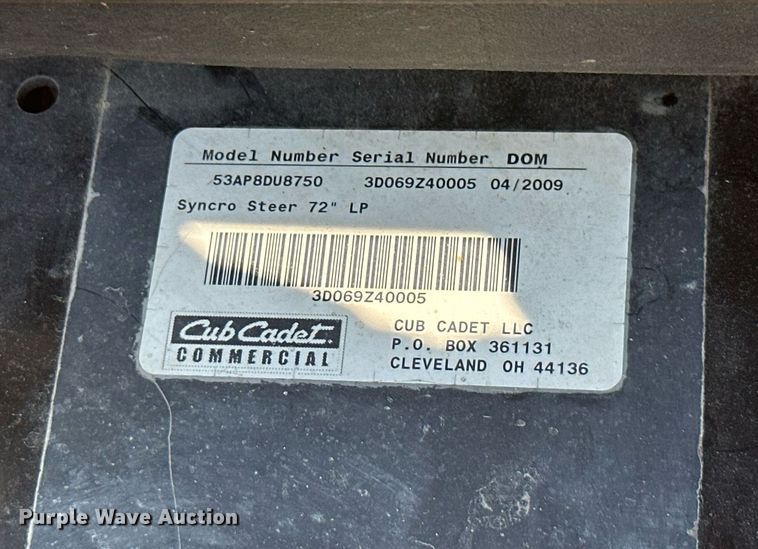 Model Number Serial Number DOM
53AP8DU8750 3D069Z40005 04/2009
Syncro Steer 72" LP
3D069Z40005
Cub Cadet.
COMMERCIAL
CUB CADET LLC
P.O. BOX 361131
CLEVELAND OH 44136
Purple Wave Auction